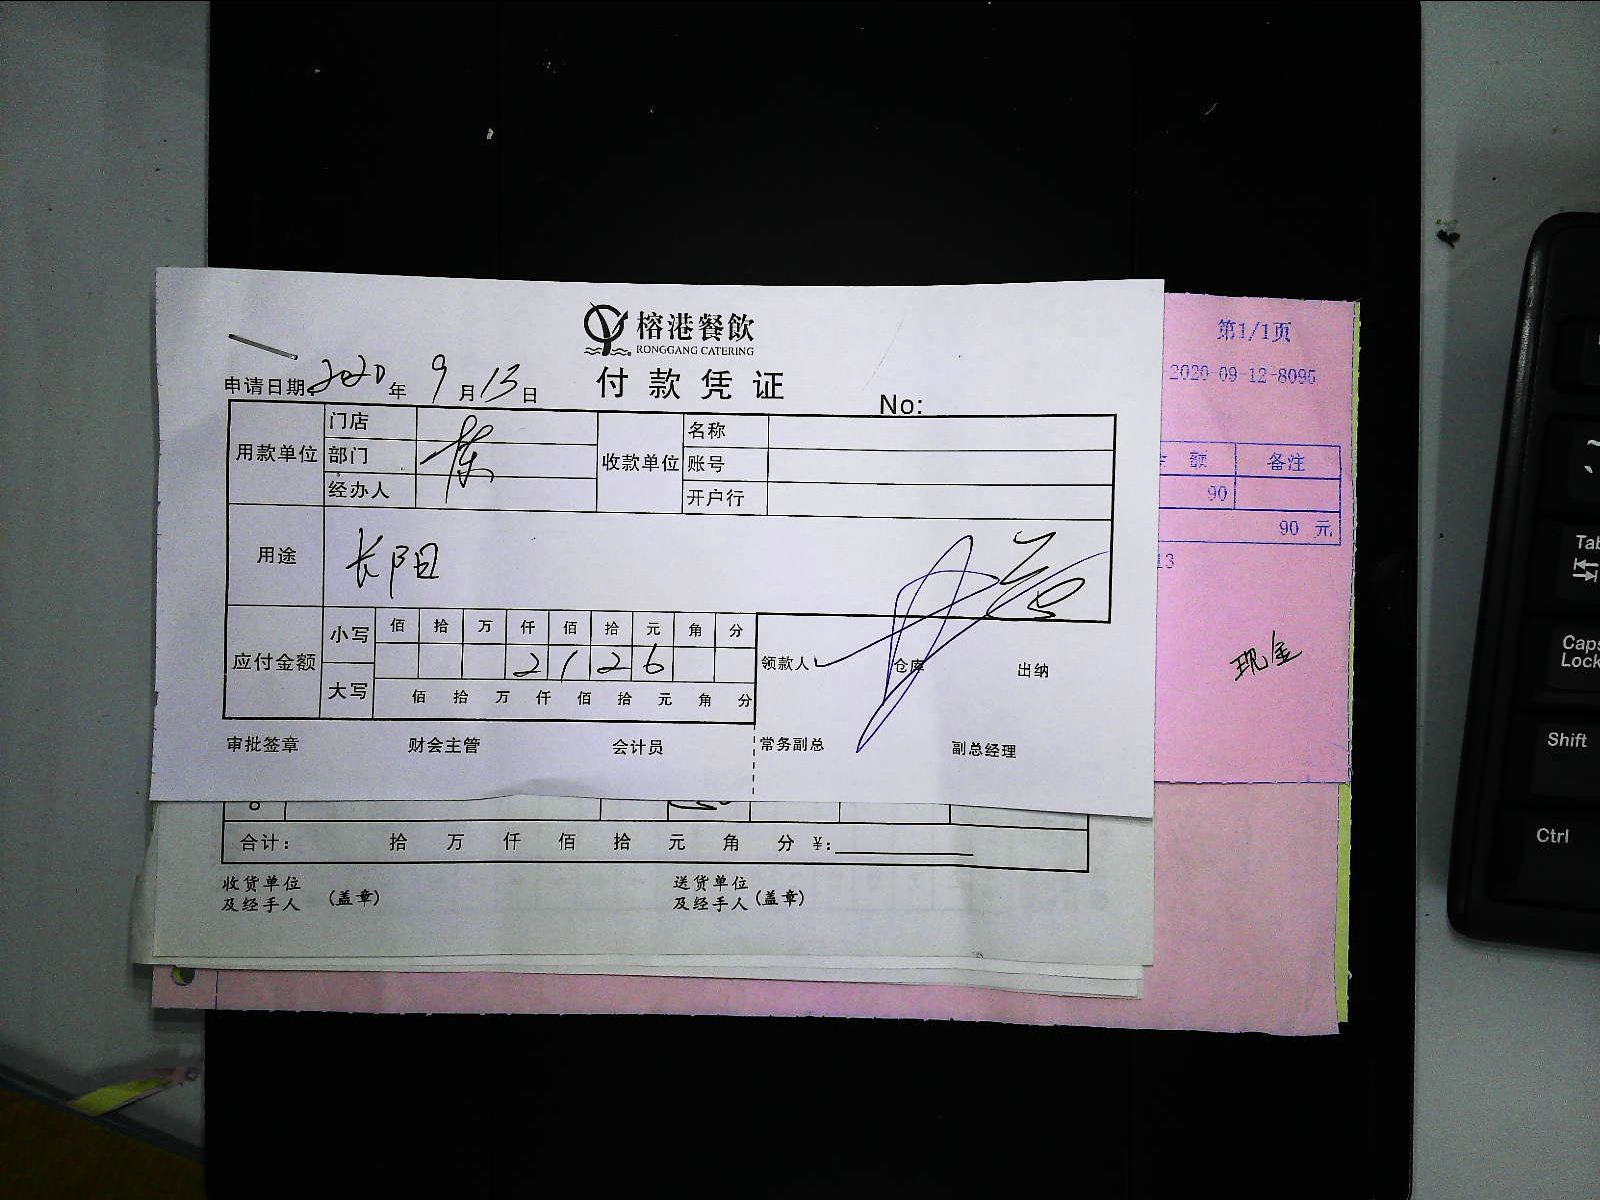 榕港餐飲
RONGGANG CATERING
付款凭证
申请日期: 2020 年 9 月 13 日
No:
用款单位 门店 部门 经办人
收款单位 名称 账号 开户行
用途 长阳
应付金额 小写 佰 拾 万 仟 佰 拾 元 角 分
2 1 2 6
大写 佰 拾 万 仟 佰 拾 元 角 分
领款人 仓库 出纳
审批签章 财会主管 会计员 常务副总 副总经理
合计: 拾 万 仟 佰 拾 元 角 分 ¥:
收货单位及经手人 (盖章)
送货单位及经手人 (盖章)
第1/1页
-2020-09-12-8095
额 备注
90
90 元
13
现金
Tab
Caps Lock
Shift
Ctrl